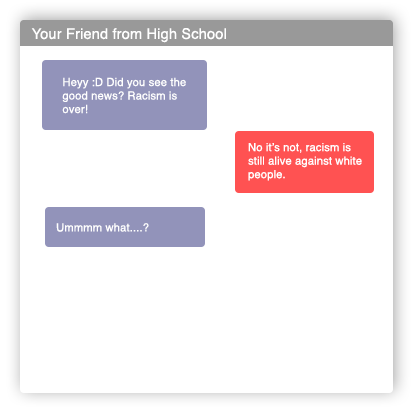 Your Friend from High School
Heyy :D Did you see the
good news? Racism is
over!
No it's not, racism is
still alive against white
people.
Ummmm what....?